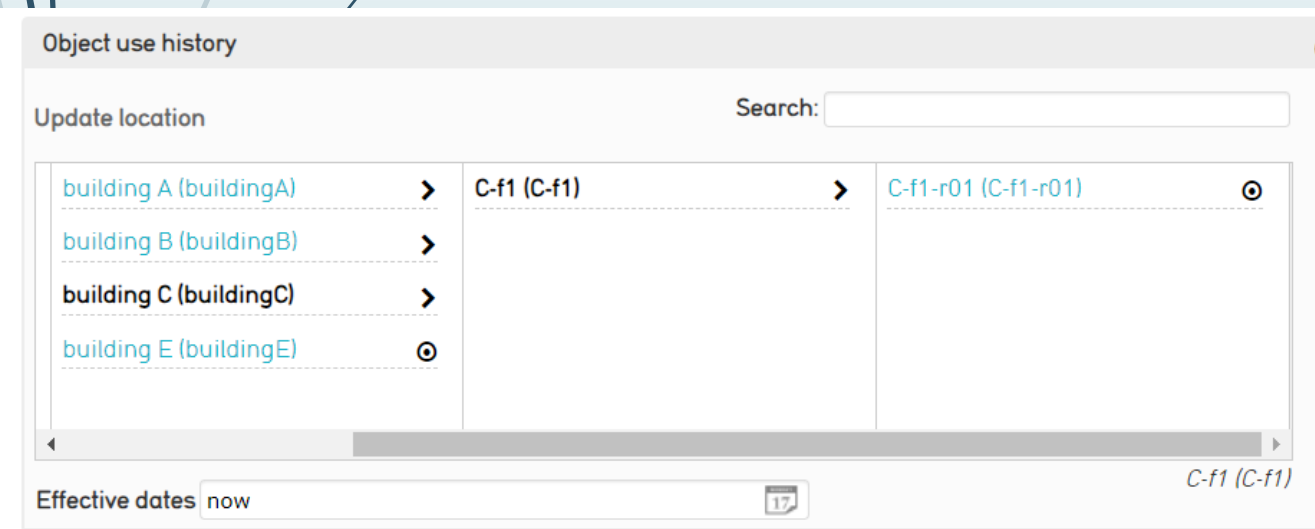 Object use history
Update location
Search:
building A (buildingA)
building B (buildingB)
building C (buildingC)
building E (buildingE)
C-f1 (C-f1)
C-f1-r01 (C-f1-r01)
C-f1 (C-f1)
Effective dates now
17